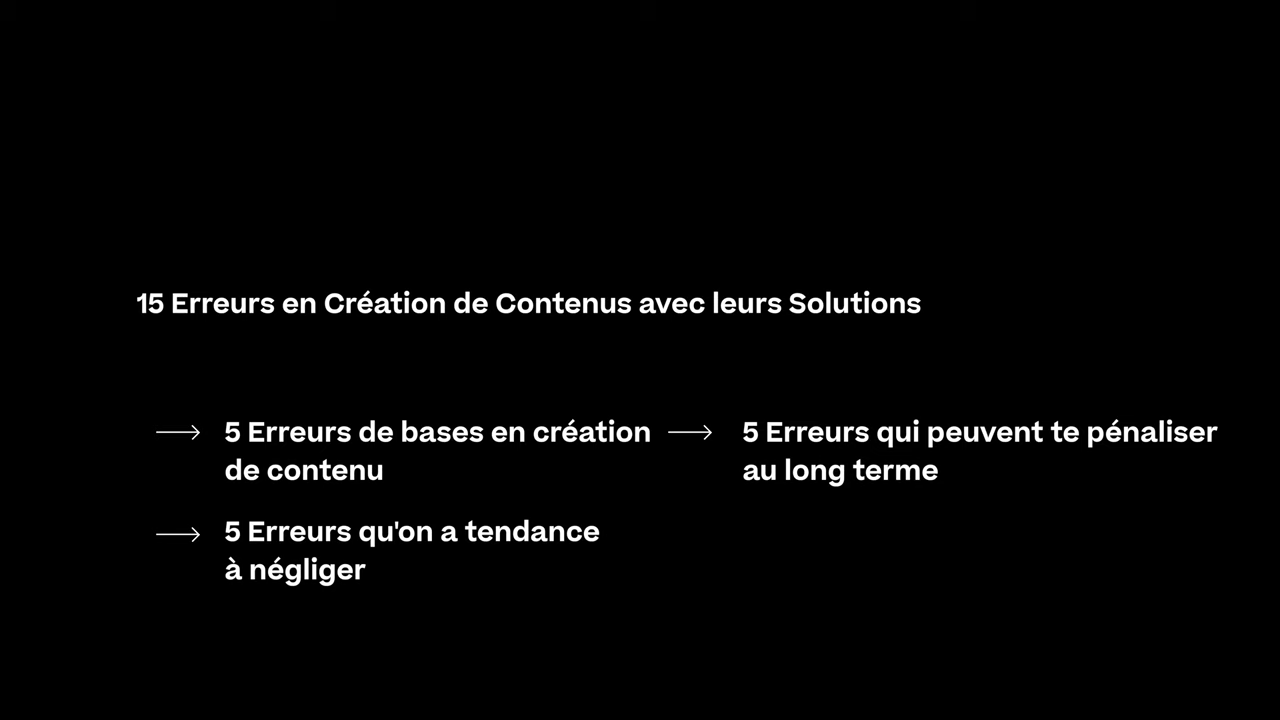 15 Erreurs en Création de Contenus avec leurs Solutions
5 Erreurs de bases en création
de contenu
5 Erreurs qu'on a tendance
à négliger
5 Erreurs qui peuvent te pénaliser
au long terme